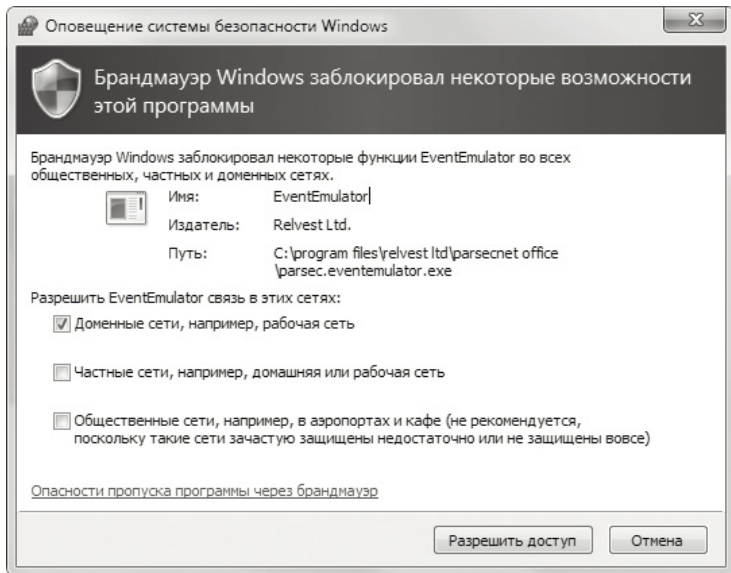 Оповещение системы безопасности Windows
Брандмауэр Windows заблокировал некоторые возможности
этой программы
Брандмауэр Windows заблокировал некоторые функции EventEmulator во всех
общественных, частных и доменных сетях.
Имя: EventEmulator
Издатель: Relvest Ltd.
Путь: C:\program files\relvest ltd\parsecnet office
\parsec.eventemulator.exe
Разрешить EventEmulator связь в этих сетях:
Доменные сети, например, рабочая сеть
Частные сети, например, домашняя или рабочая сеть
Общественные сети, например, в аэропортах и кафе (не рекомендуется,
поскольку такие сети зачастую защищены недостаточно или не защищены вовсе)
Опасности пропуска программы через брандмауэр
Разрешить доступ Отмена